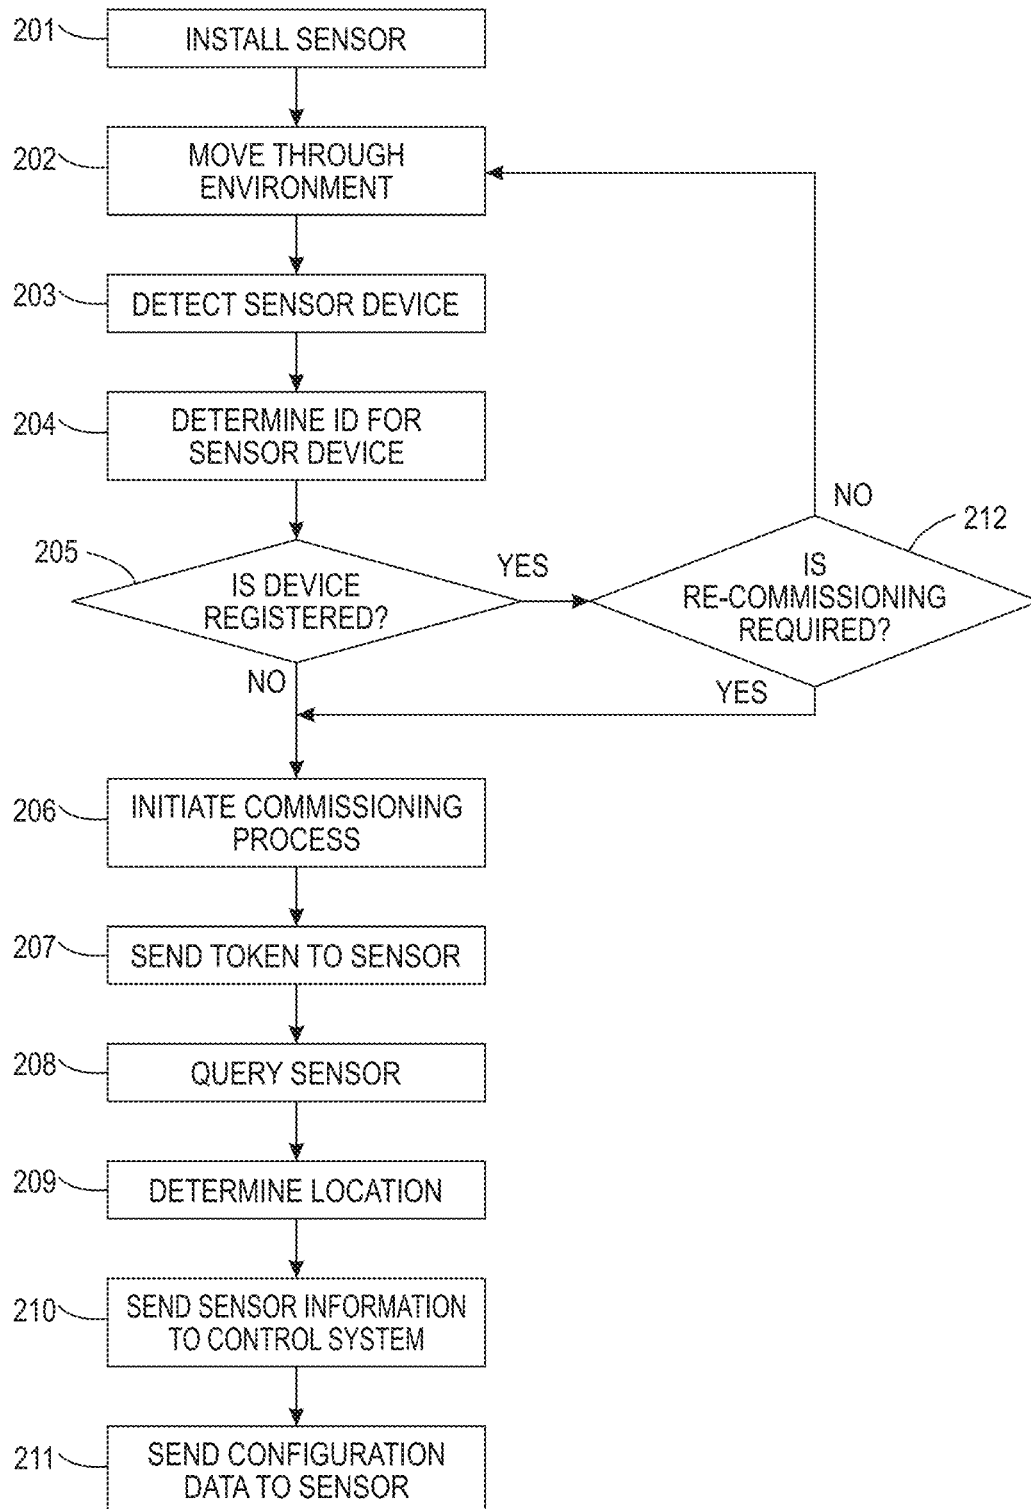 201
INSTALL SENSOR
202
MOVE THROUGH
ENVIRONMENT
203
DETECT SENSOR DEVICE
204
DETERMINE ID FOR
SENSOR DEVICE
205
IS DEVICE
REGISTERED?
YES
NO
212
IS
RE-COMMISSIONING
REQUIRED?
NO
YES
206
INITIATE COMMISSIONING
PROCESS
207
SEND TOKEN TO SENSOR
208
QUERY SENSOR
209
DETERMINE LOCATION
210
SEND SENSOR INFORMATION
TO CONTROL SYSTEM
211
SEND CONFIGURATION
DATA TO SENSOR